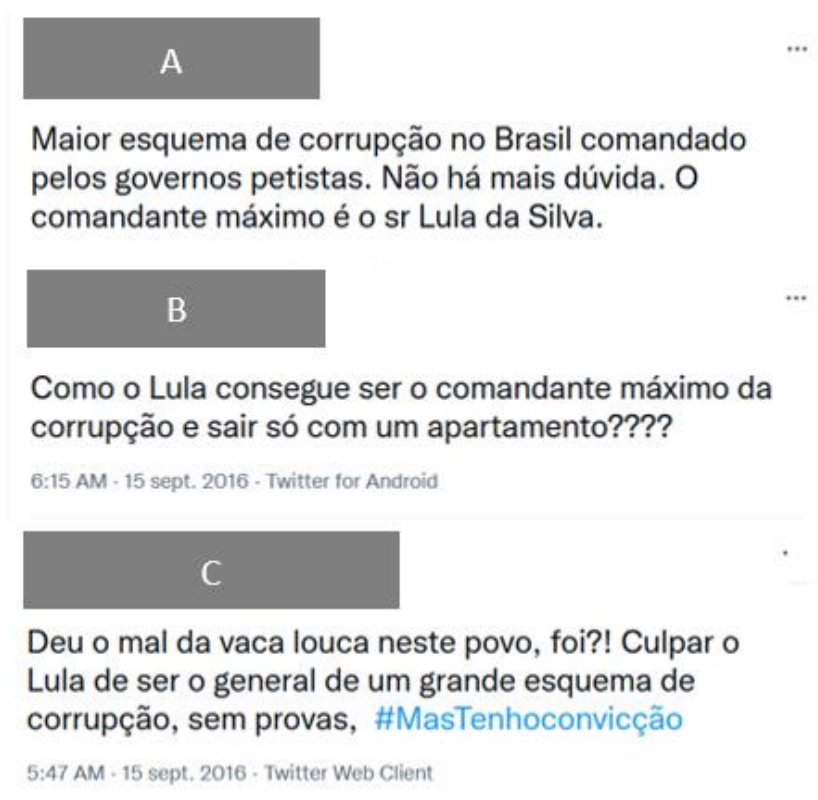 A
...
Maior esquema de corrupção no Brasil comandado
pelos governos petistas. Não há mais dúvida. O
comandante máximo é o sr Lula da Silva.
B
...
Como o Lula consegue ser o comandante máximo da
corrupção e sair só com um apartamento????
6:15 AM · 15 sept. 2016 · Twitter for Android
C
Deu o mal da vaca louca neste povo, foi?! Culpar o
Lula de ser o general de um grande esquema de
corrupção, sem provas, #MasTenhoconvicção
5:47 AM · 15 sept. 2016 · Twitter Web Client